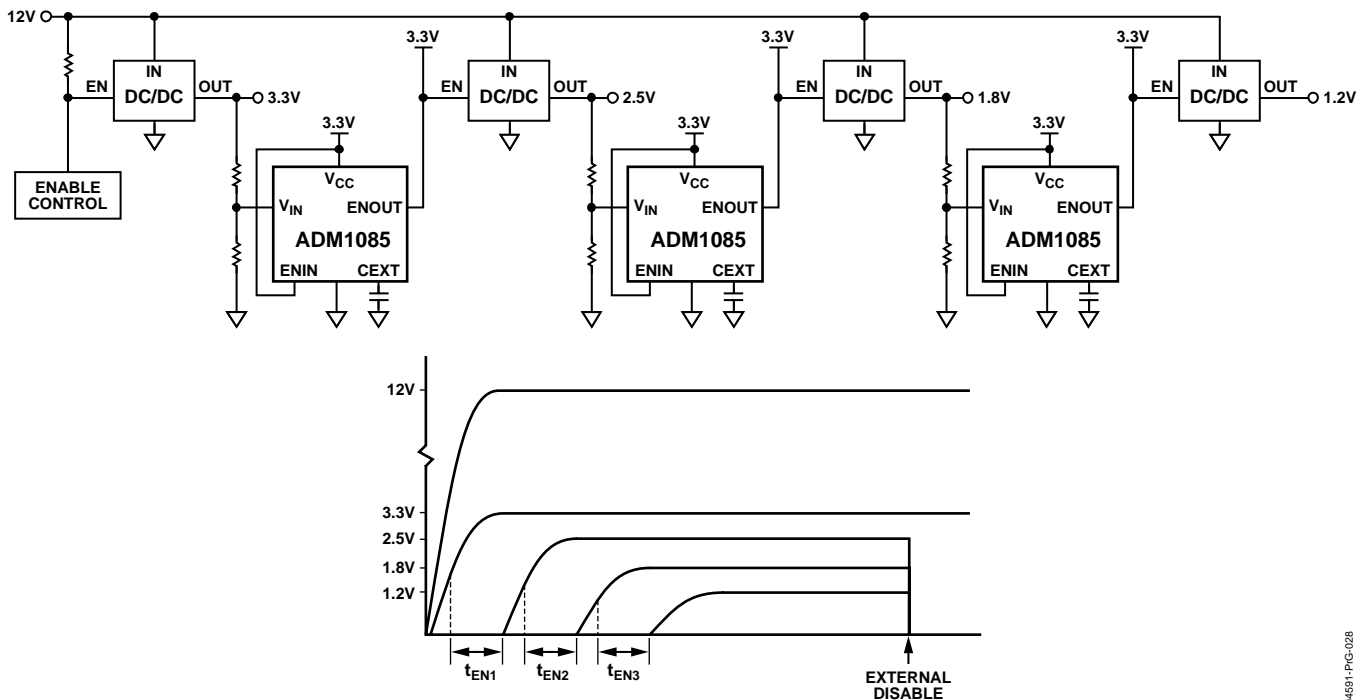 12V
3.3V
3.3V
3.3V
IN
IN
IN
IN
EN
DC/DC
OUT
3.3V
EN
DC/DC
OUT
2.5V
EN
DC/DC
OUT
1.8V
EN
DC/DC
OUT
1.2V
3.3V
3.3V
3.3V
ENABLE
CONTROL
VCC
VIN
ENOUT
ADM1085
ENIN
CEXT
VCC
VIN
ENOUT
ADM1085
ENIN
CEXT
VCC
VIN
ENOUT
ADM1085
ENIN
CEXT
12V
3.3V
2.5V
1.8V
1.2V
tEN1
tEN2
tEN3
EXTERNAL
DISABLE
04591-PrG-028